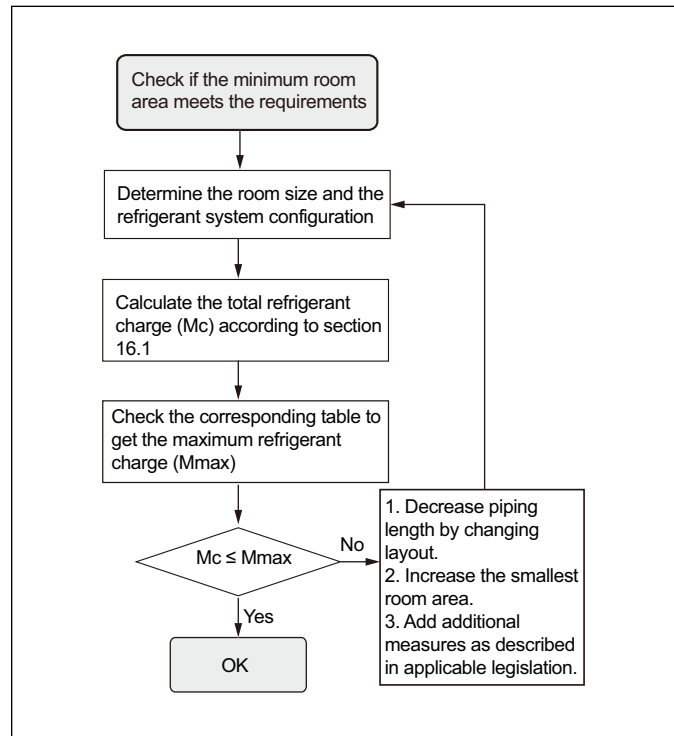 Check if the minimum room
area meets the requirements
Determine the room size and the
refrigerant system configuration
Calculate the total refrigerant
charge (Mc) according to section
16.1
Check the corresponding table to
get the maximum refrigerant
charge (Mmax)
Mc ≤ Mmax
No
Yes
OK
1. Decrease piping
length by changing
layout.
2. Increase the smallest
room area.
3. Add additional
measures as described
in applicable legislation.